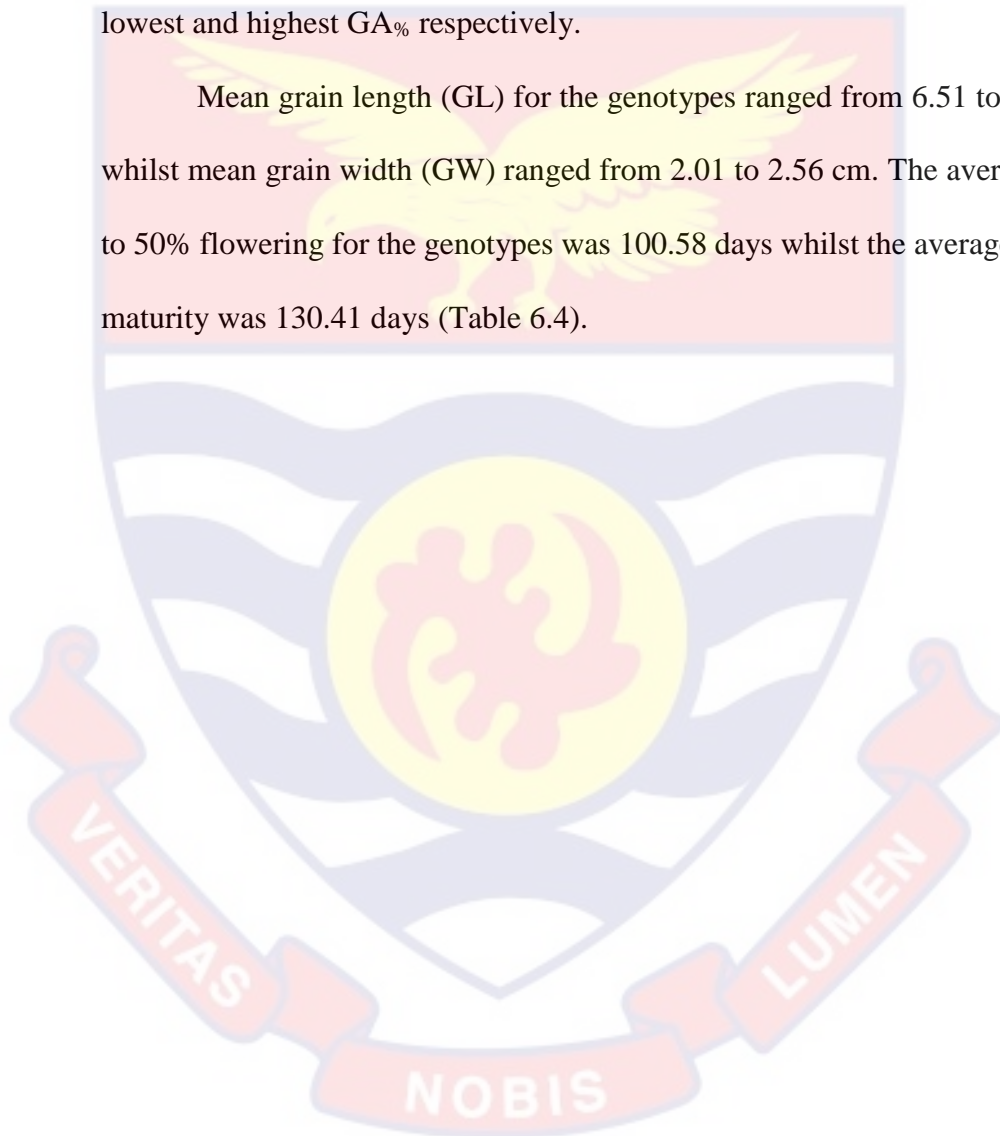 lowest and highest GA% respectively.
Mean grain length (GL) for the genotypes ranged from 6.51 to
whilst mean grain width (GW) ranged from 2.01 to 2.56 cm. The aver
to 50% flowering for the genotypes was 100.58 days whilst the average
maturity was 130.41 days (Table 6.4).
VERITAS
NOBIS
LUMEN